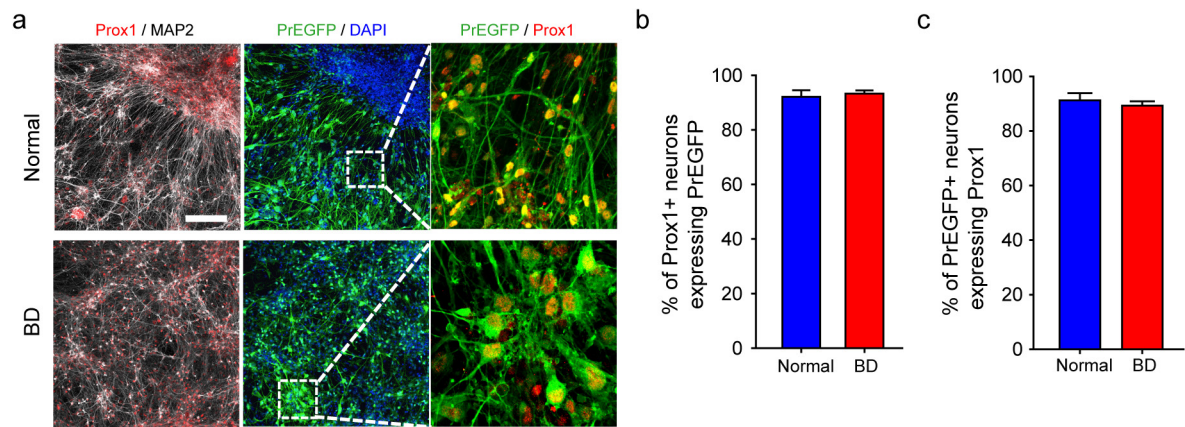 a
Prox1 / MAP2
PrEGFP / DAPI
PrEGFP / Prox1
Normal
BD
b
% of Prox1+ neurons
expressing PrEGFP
100
80
60
40
20
0
Normal
BD
c
% of PrEGFP+ neurons
expressing Prox1
100
80
60
40
20
0
Normal
BD